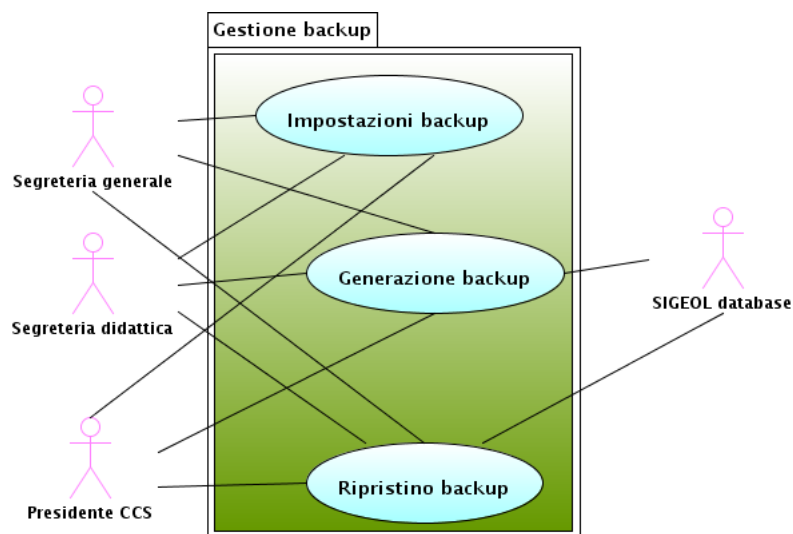 Gestione backup
Impostazioni backup
Segreteria generale
Generazione backup
SIGEOL database
Segreteria didattica
Ripristino backup
Presidente CCS